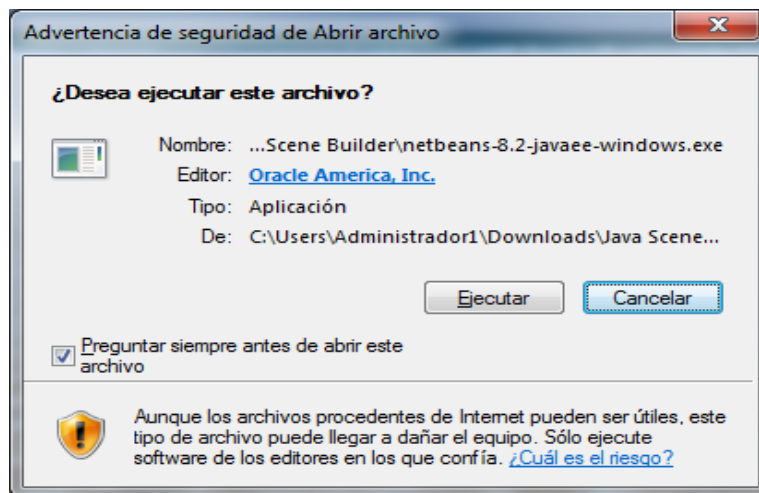 Advertencia de seguridad de Abrir archivo
¿Desea ejecutar este archivo?
Nombre: ...Scene Builder\netbeans-8.2-javaee-windows.exe
Editor: Oracle America, Inc.
Tipo: Aplicación
De: C:\Users\Administrador1\Downloads\Java Scene...
Ejecutar Cancelar
Preguntar siempre antes de abrir este
archivo
Aunque los archivos procedentes de Internet pueden ser útiles, este
tipo de archivo puede llegar a dañar el equipo. Sólo ejecute
software de los editores en los que confía. ¿Cuál es el riesgo?